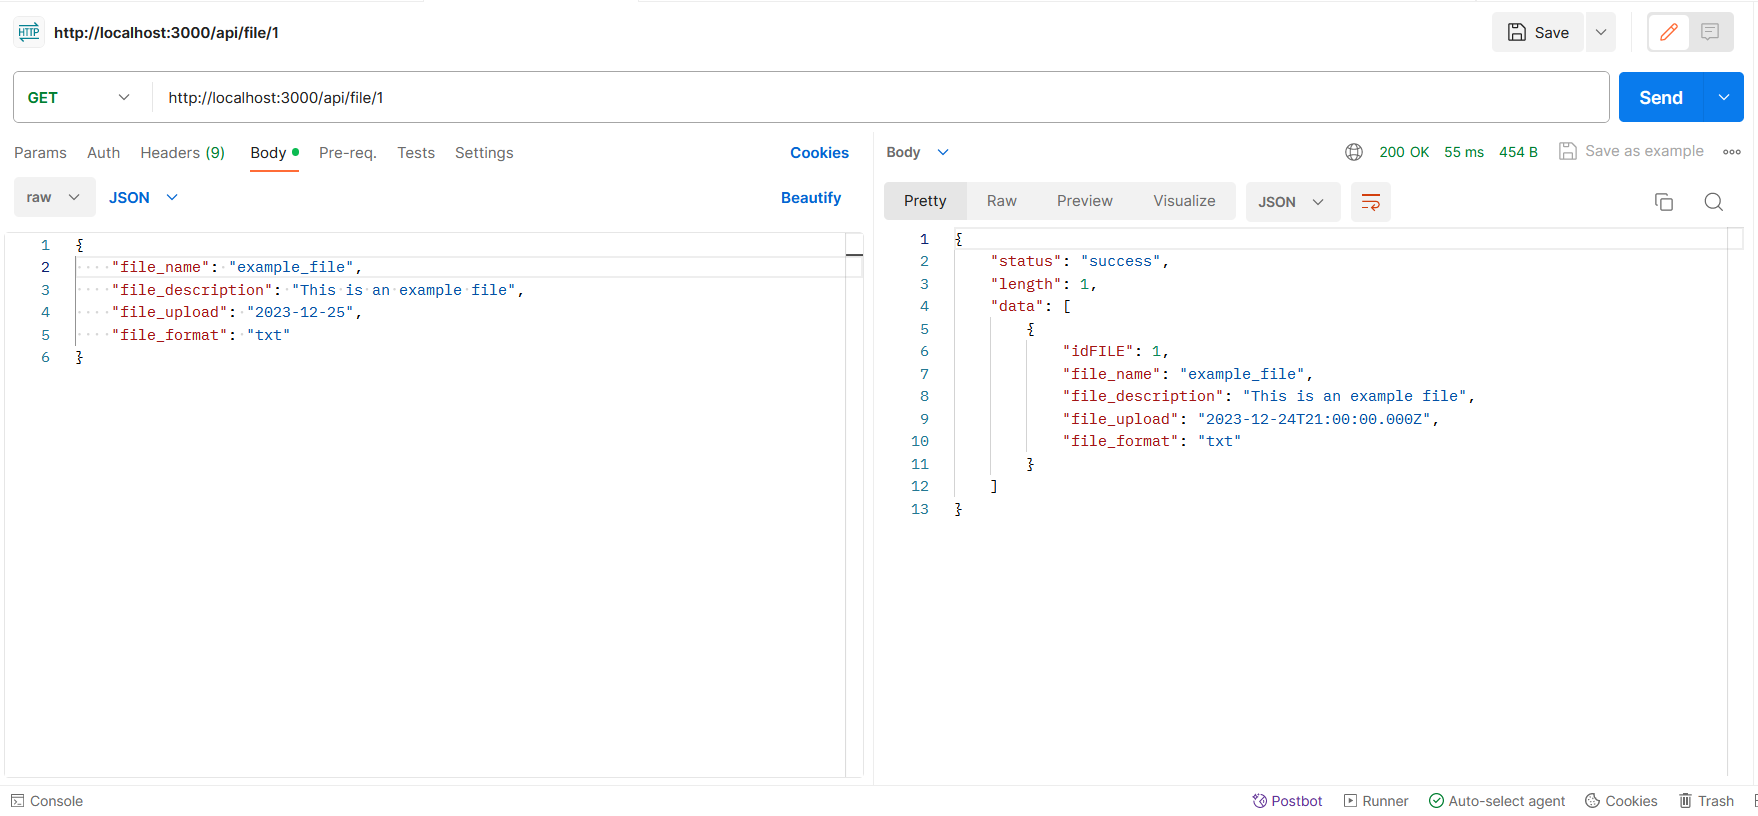 HTTP http://localhost:3000/api/file/1 Save
GET http://localhost:3000/api/file/1 Send
Params Auth Headers (9) Body Pre-req. Tests Settings Cookies
raw JSON Beautify
1 {
2 "file_name": "example_file",
3 "file_description": "This is an example file",
4 "file_upload": "2023-12-25",
5 "file_format": "txt"
6 }
Body 200 OK 55 ms 454 B Save as example
Pretty Raw Preview Visualize JSON
1 {
2 "status": "success",
3 "length": 1,
4 "data": [
5 {
6 "idFILE": 1,
7 "file_name": "example_file",
8 "file_description": "This is an example file",
9 "file_upload": "2023-12-24T21:00:00.000Z",
10 "file_format": "txt"
11 }
12 ]
13 }
Console Postbot Runner Auto-select agent Cookies Trash